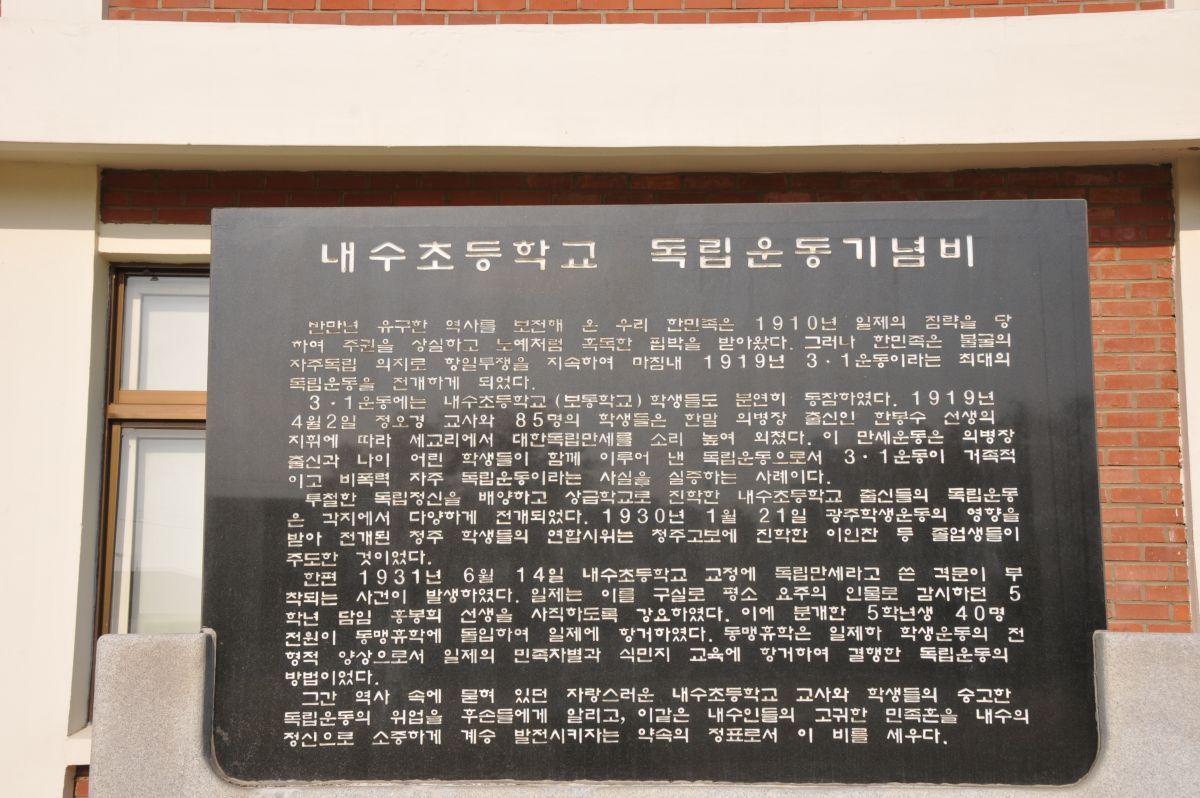 내수초등학교 독립운동기념비
반만년 유구한 역사를 보전해 온 우리 한민족은 1910년 일제의 침략을 당
하여 주권을 상실하고 노예처럼 혹독한 핍박을 받아왔다. 그러나 한민족은 불굴의
자주독립 의지로 항일투쟁을 지속하여 마침내 1919년 3·1운동이라는 최대의
독립운동을 전개하게 되었다.
3·1운동에는 내수초등학교(보통학교)학생들도 분연히 동참하였다. 1919년
4월2일 정오경 교사와 85명의 학생들은 한말 의병장 출신인 한봉수 선생의
지휘에 따라 세교리에서 대한독립만세를 소리 높여 외쳤다. 이 만세운동은 의병장
출신과 나이 어린 학생들이 함께 이루어 낸 독립운동으로서 3·1운동이 거족적
이고 비폭력 자주 독립운동이라는 사실을 실증하는 사례이다.
투철한 독립정신을 배양하고 상급학교로 진학한 내수초등학교 출신들의 독립운동
은 각지에서 다양하게 전개되었다. 1930년 1월 21일 광주학생운동의 영향을
받아 전개된 청주 학생들의 연합시위는 청주고보에 진학한 이인찬 등 졸업생들이
주도한 것이었다.
한편 1931년 6월 14일 내수초등학교 교정에 독립만세라고 쓴 격문이 부
착되는 사건이 발생하였다. 일제는 이를 구실로 평소 요주의 인물로 감시하던 5
학년 담임 홍봉희 선생을 사직하도록 강요하였다. 이에 분개한 5학년생 40명
전원이 동맹휴학에 돌입하여 일제에 항거하였다. 동맹휴학은 일제하 학생운동의 전
형적 양상으로서 일제의 민족차별과 식민지 교육에 항거하여 결행한 독립운동의
방법이었다.
그간 역사 속에 묻혀 있던 자랑스러운 내수초등학교 교사와 학생들의 숭고한
독립운동의 위업을 후손들에게 알리고, 이같은 내수인들의 고귀한 민족혼을 내수의
정신으로 소중하게 계승 발전시키자는 약속의 정표로서 이 비를 세우다.